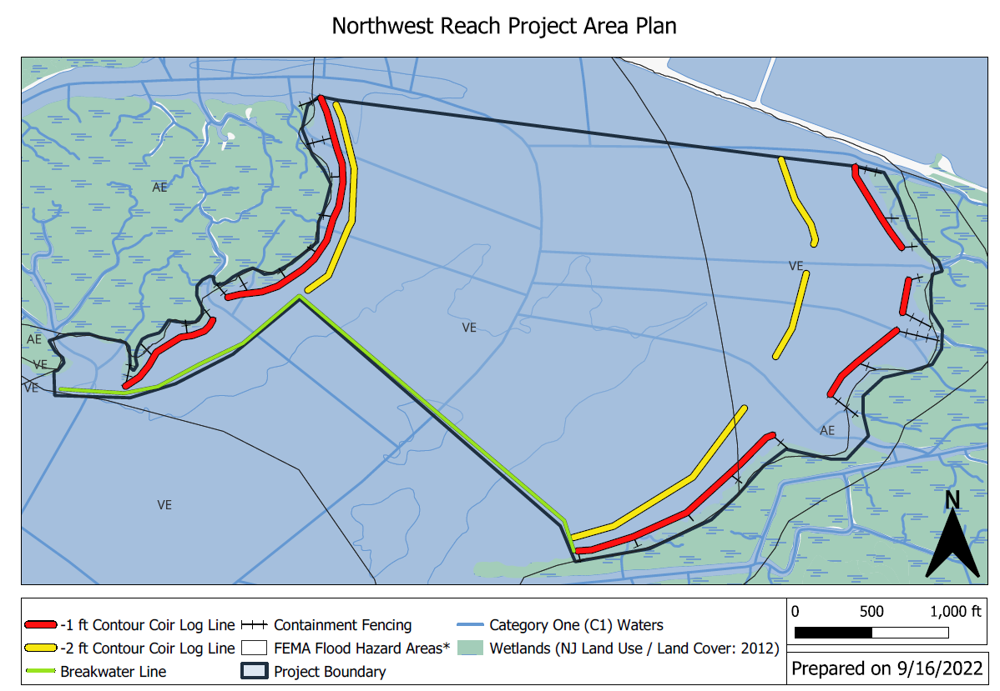 Northwest Reach Project Area Plan
AE
VE
VE
AE
VE
VE
AE
VE
N
-1 ft Contour Coir Log Line
Containment Fencing
Category One (C1) Waters
-2 ft Contour Coir Log Line
FEMA Flood Hazard Areas*
Wetlands (NJ Land Use / Land Cover: 2012)
Breakwater Line
Project Boundary
0 500 1,000 ft
Prepared on 9/16/2022